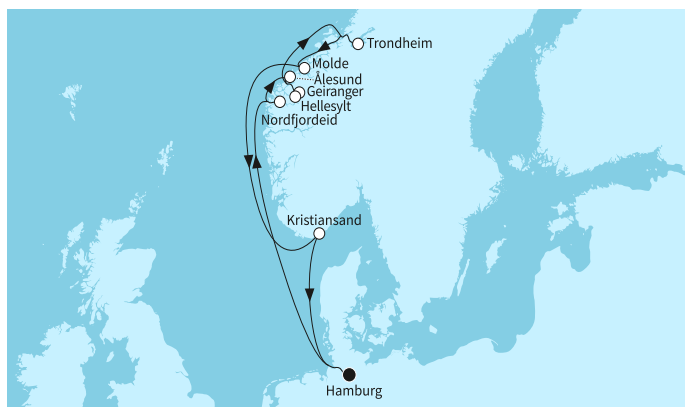 Trondheim
Molde
Ålesund
Geiranger
Hellesylt
Nordfjordeid
Kristiansand
Hamburg